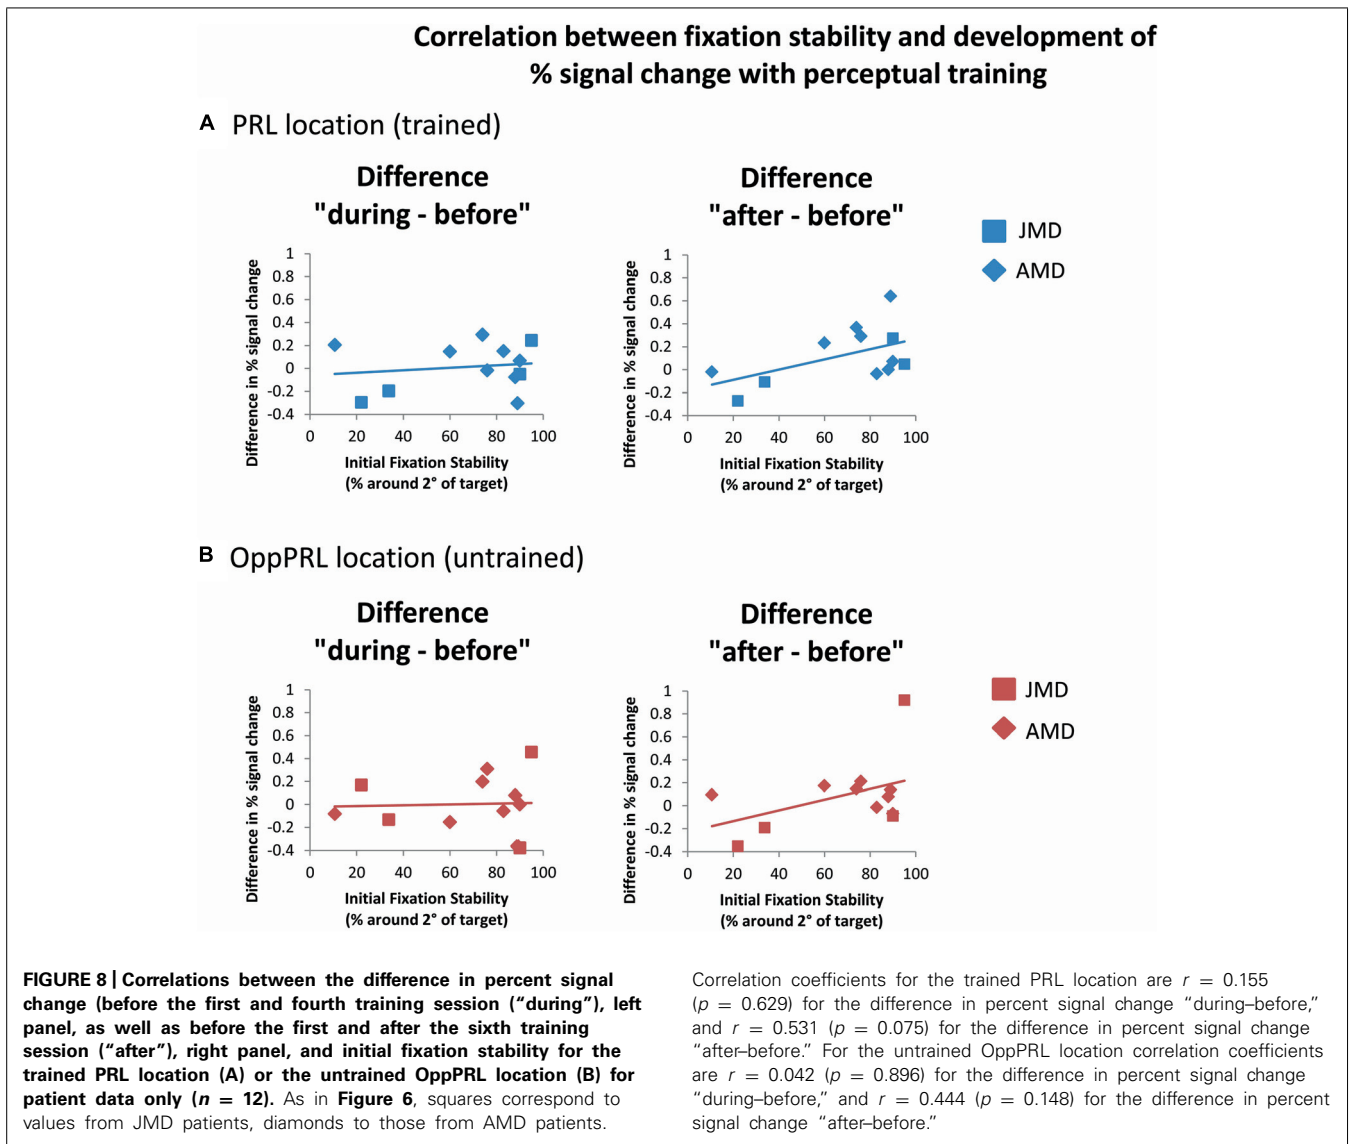 Correlation between fixation stability and development of
% signal change with perceptual training
A PRL location (trained)
Difference
"during - before"
Difference in % signal change
1
0.8
0.6
0.4
0.2
0
-0.2
-0.4
0 20 40 60 80 100
Initial Fixation Stability
(% around 2° of target)
Difference
"after - before"
Difference in % signal change
1
0.8
0.6
0.4
0.2
0
-0.2
-0.4
0 20 40 60 80 100
Initial Fixation Stability
(% around 2° of target)
JMD
AMD
B OppPRL location (untrained)
Difference
"during - before"
Difference in % signal change
1
0.8
0.6
0.4
0.2
0
-0.2
-0.4
0 20 40 60 80 100
Initial Fixation Stability
(% around 2° of target)
Difference
"after - before"
Difference in % signal change
1
0.8
0.6
0.4
0.2
0
-0.2
-0.4
0 20 40 60 80 100
Initial Fixation Stability
(% around 2° of target)
JMD
AMD
FIGURE 8 | Correlations between the difference in percent signal
change (before the first and fourth training session (“during”), left
panel, as well as before the first and after the sixth training
session (“after”), right panel, and initial fixation stability for the
trained PRL location (A) or the untrained OppPRL location (B) for
patient data only (n = 12). As in Figure 6, squares correspond to
values from JMD patients, diamonds to those from AMD patients.
Correlation coefficients for the trained PRL location are r = 0.155
(p = 0.629) for the difference in percent signal change “during–before,”
and r = 0.531 (p = 0.075) for the difference in percent signal change
“after–before.” For the untrained OppPRL location correlation coefficients
are r = 0.042 (p = 0.896) for the difference in percent signal change
“during–before,” and r = 0.444 (p = 0.148) for the difference in percent
signal change “after–before.”